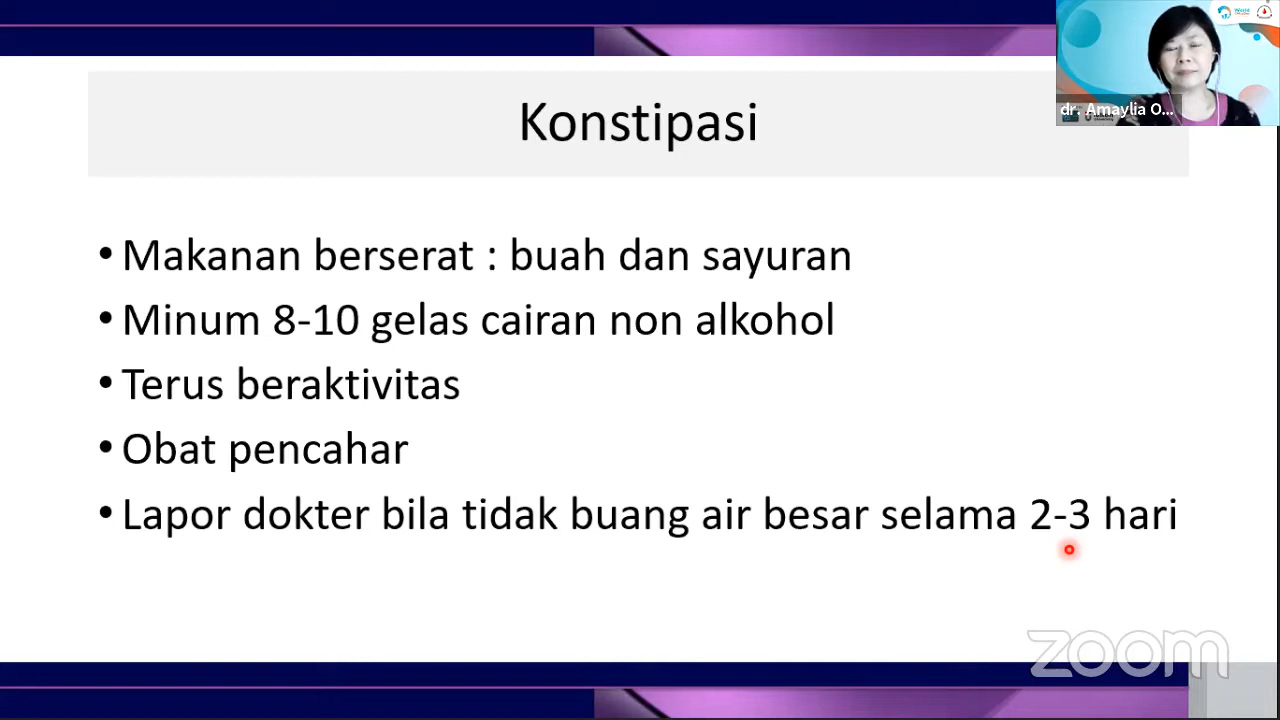 Konstipasi
dr. Amaylia O...
• Makanan berserat : buah dan sayuran
• Minum 8-10 gelas cairan non alkohol
• Terus beraktivitas
• Obat pencahar
• Lapor dokter bila tidak buang air besar selama 2-3 hari
zoom